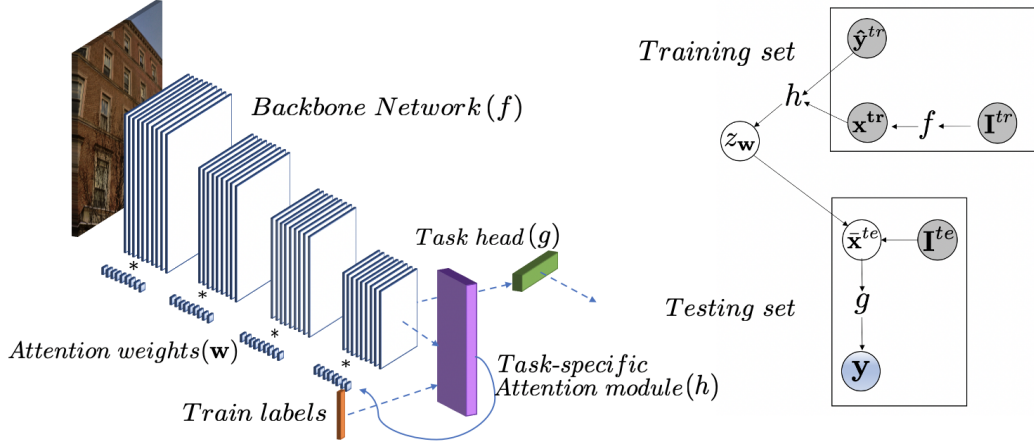 Backbone Network (f)
Task head (g)
*
*
*
*
Attention weights(w)
Task-specific
Attention module (h)
Train labels
Training set
ŷ^{tr}
h
x^{tr}
f
I^{tr}
z_w
x̄^{te}
I^{te}
g
Testing set
y